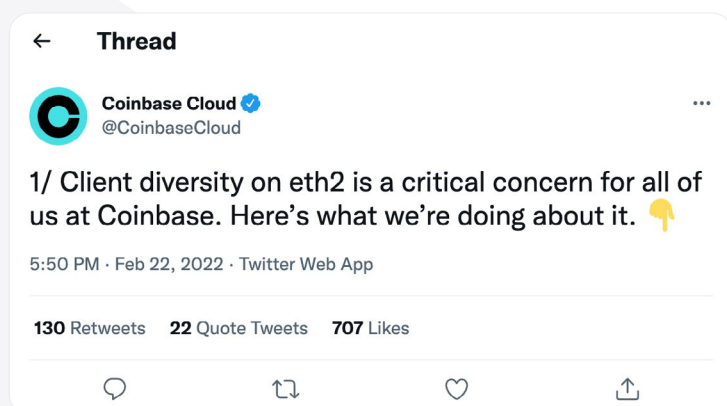 Thread
Coinbase Cloud
@CoinbaseCloud
1/ Client diversity on eth2 is a critical concern for all of
us at Coinbase. Here’s what we’re doing about it. 👇
5:50 PM · Feb 22, 2022 · Twitter Web App
130 Retweets 22 Quote Tweets 707 Likes